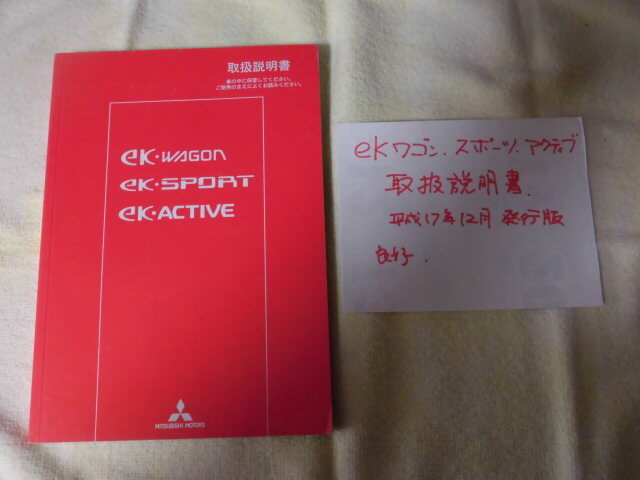 取扱説明書
車の中に保管してください。
ご使用のまえによくお読みください。
eK·WAGON
eK·SPORT
eK·ACTIVE
MITSUBISHI MOTORS
eKワゴン.スポーツ.アクティブ
取扱説明書.
平成17年12月 発行版
良好.